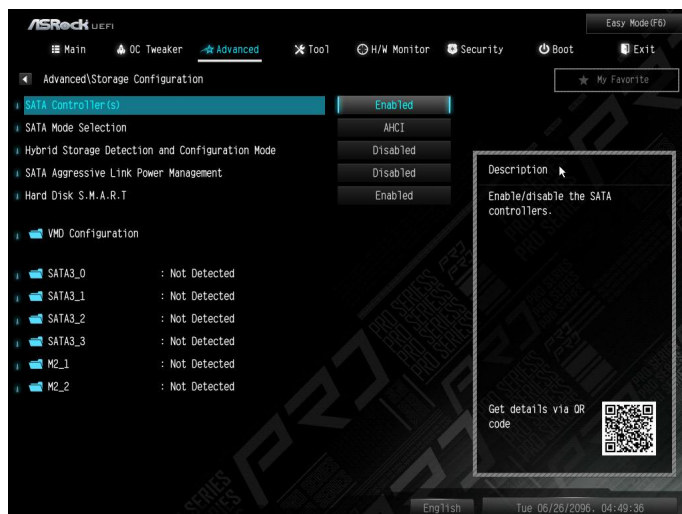 ASRock UEFI
Easy Mode(F6)
Main OC Tweaker Advanced Tool H/W Monitor Security Boot Exit
Advanced\Storage Configuration
My Favorite
SATA Controller(s) Enabled
SATA Mode Selection AHCI
Hybrid Storage Detection and Configuration Mode Disabled
SATA Aggressive Link Power Management Disabled
Hard Disk S.M.A.R.T Enabled
VMD Configuration
SATA3_0 : Not Detected
SATA3_1 : Not Detected
SATA3_2 : Not Detected
SATA3_3 : Not Detected
M2_1 : Not Detected
M2_2 : Not Detected
Description
Enable/disable the SATA
controllers.
Get details via QR
code
English Tue 06/26/2096. 04:49:36